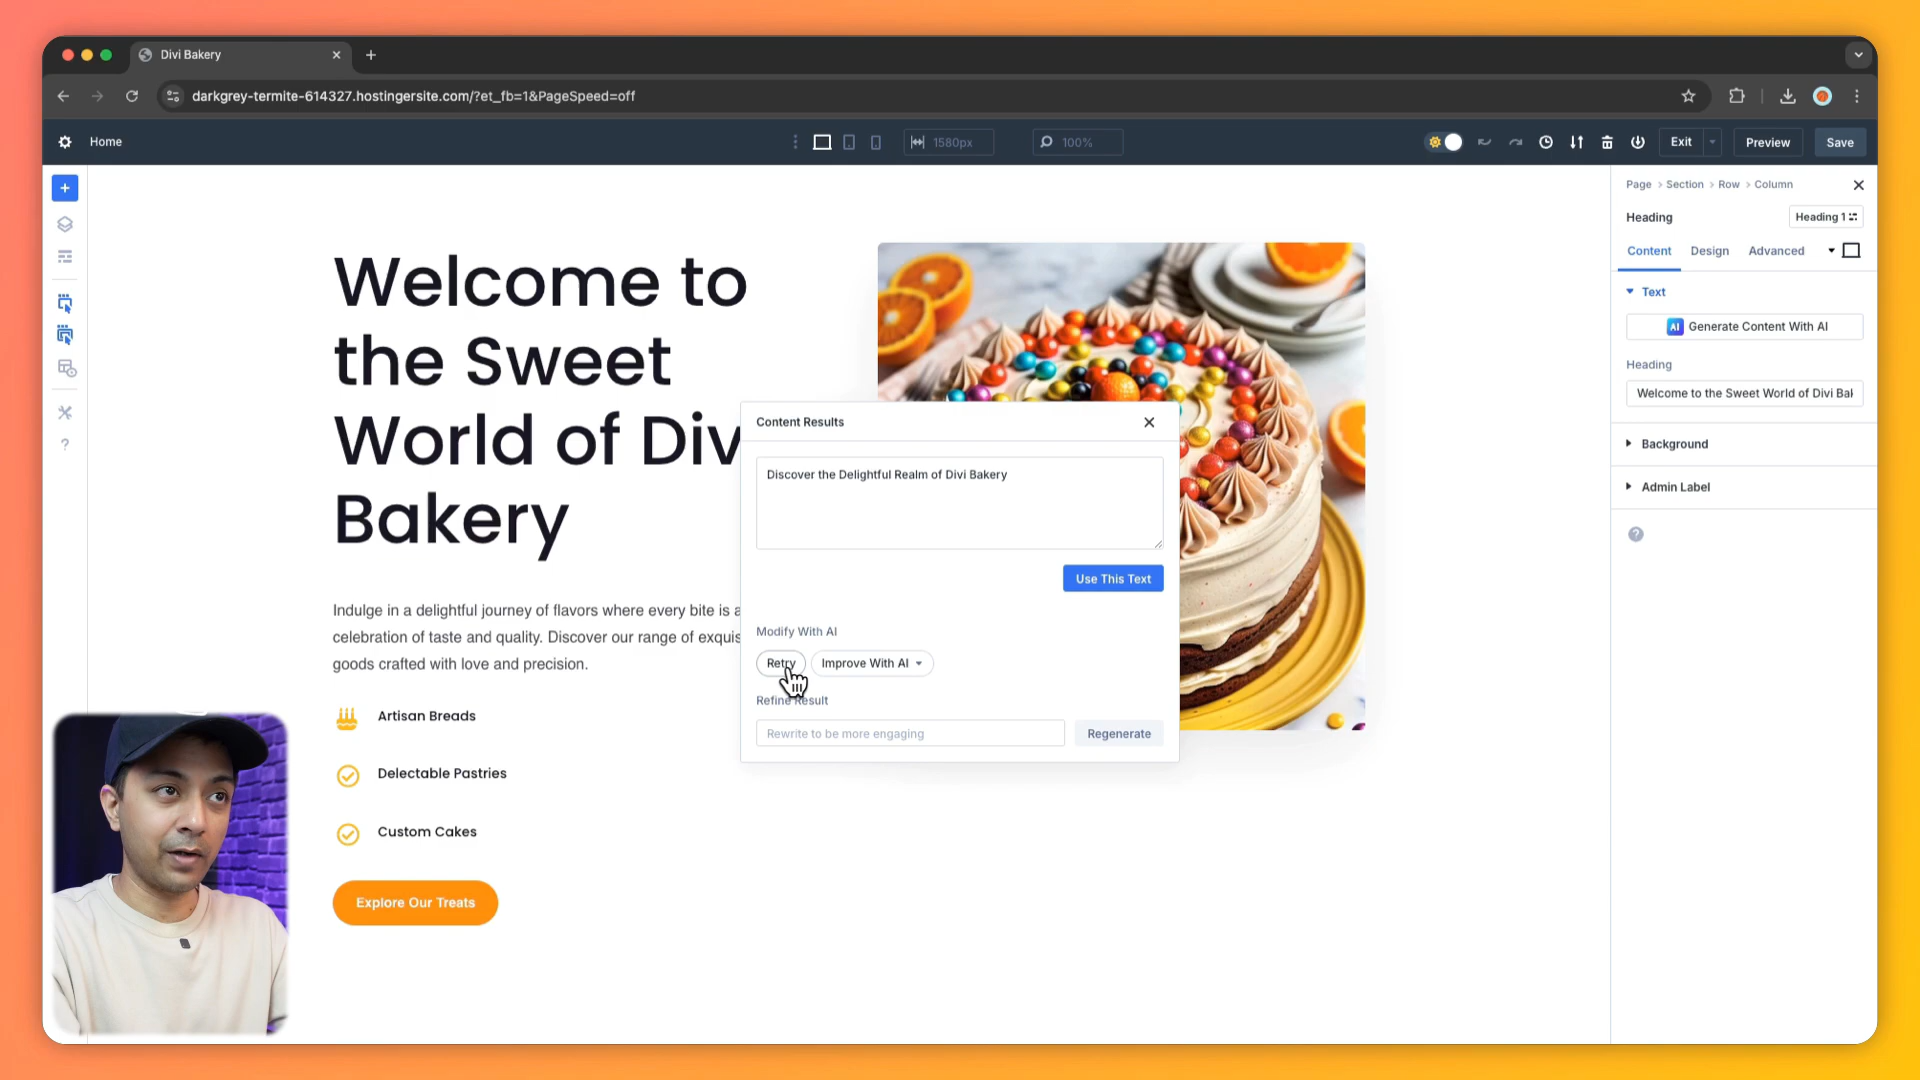 Divi Bakery
darkgrey-termite-614327.hostingersite.com/?et_fb=1&PageSpeed=off
Home
1580px
100%
Exit
Preview
Save
Page > Section > Row > Column
Heading
Heading 1
Content
Design
Advanced
Text
AI Generate Content With AI
Heading
Welcome to the Sweet World of Divi Bak
Background
Admin Label
Welcome to
the Sweet
World of Div
Bakery
Indulge in a delightful journey of flavors where every bite is a
celebration of taste and quality. Discover our range of exquis
goods crafted with love and precision.
Artisan Breads
Delectable Pastries
Custom Cakes
Explore Our Treats
Content Results
Discover the Delightful Realm of Divi Bakery
Use This Text
Modify With AI
Retry
Improve With AI
Refine Result
Rewrite to be more engaging
Regenerate